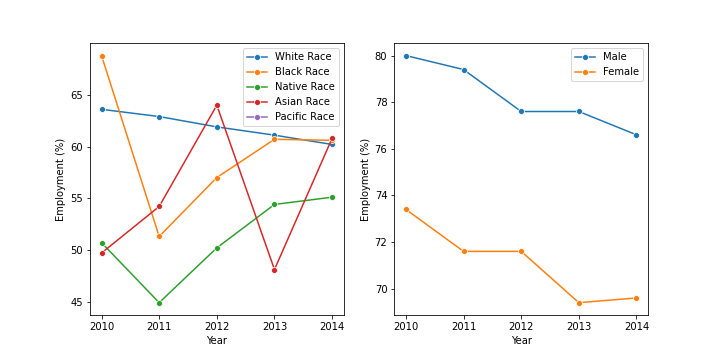 White Race
Black Race
Native Race
Asian Race
Pacific Race
65
60
55
50
45
Employment (%)
2010 2011 2012 2013 2014
Year
Male
Female
80
78
76
74
72
70
Employment (%)
2010 2011 2012 2013 2014
Year